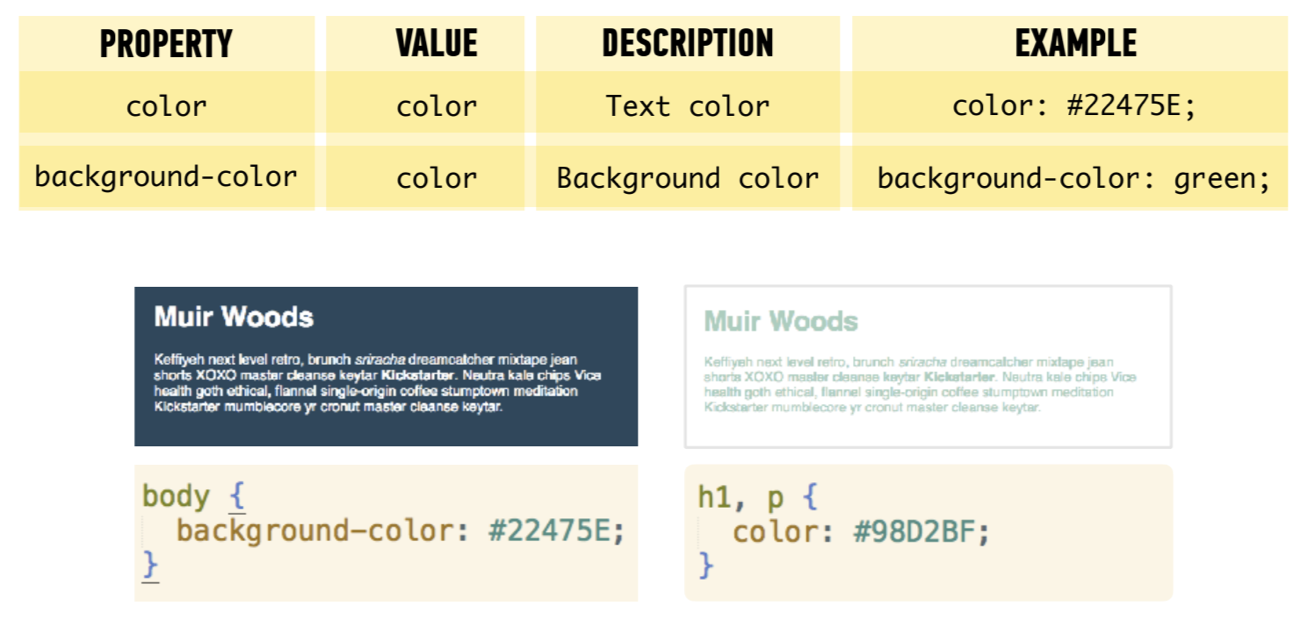 PROPERTY VALUE DESCRIPTION EXAMPLE
color color Text color color: #22475E;
background-color color Background color background-color: green;
Muir Woods
Keffiyeh next level retro, brunch sriracha dreamcatcher mixtape jean
shorts XOXO master cleanse keytar Kickstarter. Neutra kale chips Vice
health goth ethical, flannel single-origin coffee stumptown meditation
Kickstarter mumblecore yr cronut master cleanse keytar.
body {
background-color: #22475E;
}
Muir Woods
Keffiyeh next level retro, brunch sriracha dreamcatcher mixtape jean
shorts XOXO master cleanse keytar Kickstarter. Neutra kale chips Vice
health goth ethical, flannel single-origin coffee stumptown meditation
Kickstarter mumblecore yr cronut master cleanse keytar.
h1, p {
color: #98D2BF;
}